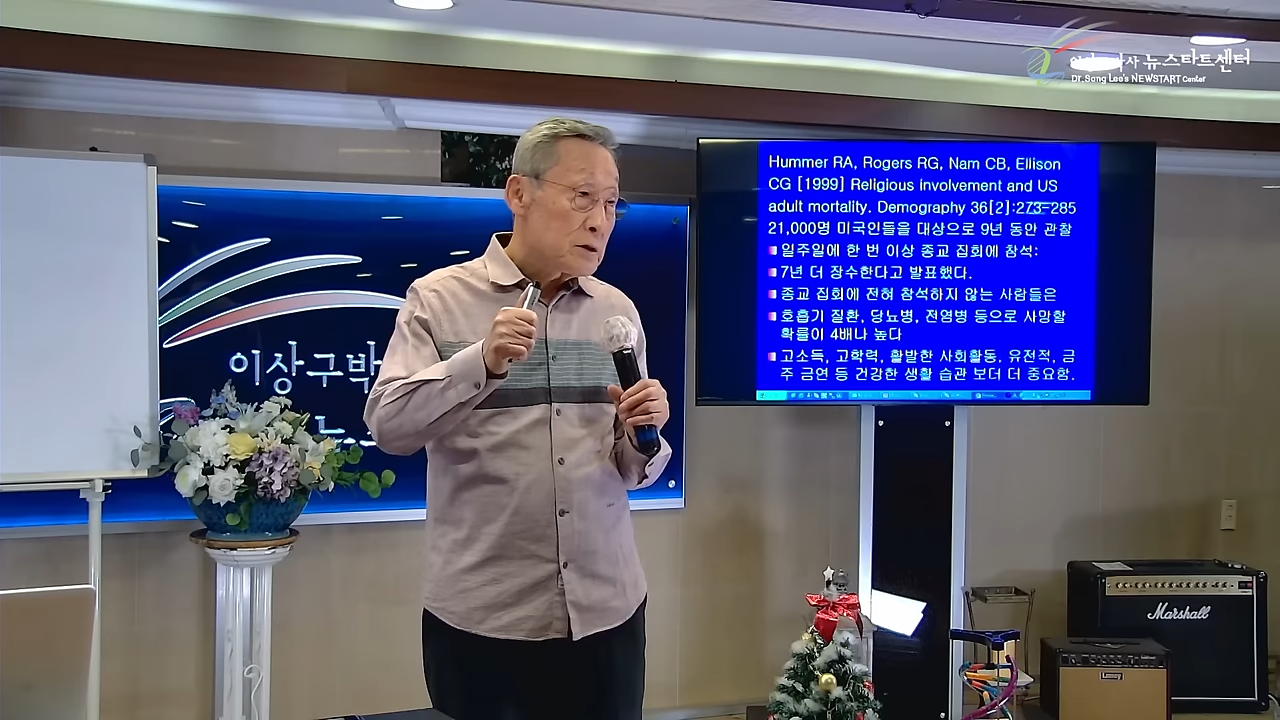 뉴스타트센터
Dr.Sang Lee's NEWSTART Center
Hummer RA, Rogers RG, Nam CB, Ellison
CG [1999] Religious involvement and US
adult mortality. Demography 36[2]:273-285
21,000명 미국인들을 대상으로 9년 동안 관찰
일주일에 한 번 이상 종교 집회에 참석:
7년 더 장수한다고 발표했다.
종교 집회에 전혀 참석하지 않는 사람들은
호흡기 질환, 당뇨병, 전염병 등으로 사망할
확률이 4배나 높다
고소득, 고학력, 활발한 사회활동, 유전적, 금
주 금연 등 건강한 생활 습관 보더 더 중요함.
이상구박
뉴스
Marshall
Laney